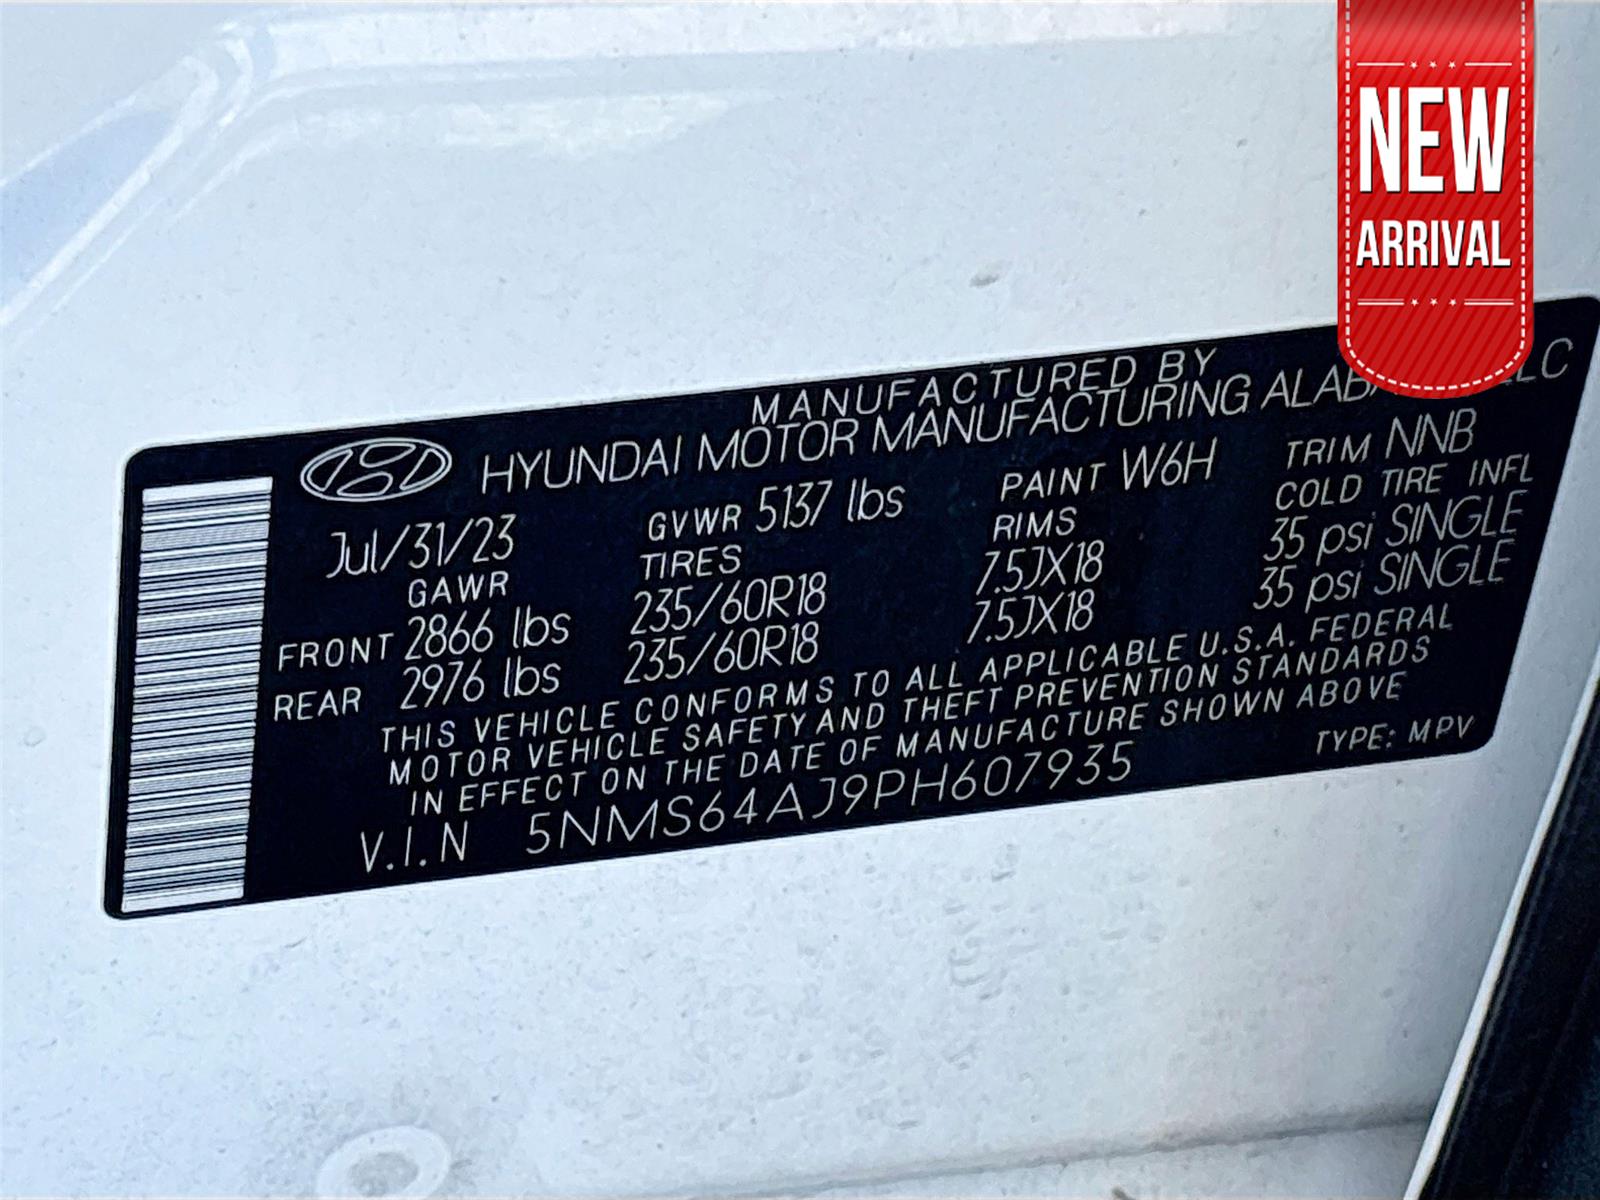 NEW
ARRIVAL
MANUFACTURED BY
HYUNDAI MOTOR MANUFACTURING
Jul/31/23 GVWR 5137 lbs PAINT W6H TRIM NNB
GAWR TIRES RIMS COLD TIRE INFL
FRONT 2866 lbs 235/60R18 7.5JX18 35 psi SINGLE
REAR 2976 lbs 235/60R18 7.5JX18 35 psi SINGLE
THIS VEHICLE CONFORMS TO ALL APPLICABLE U.S.A. FEDERAL
MOTOR VEHICLE SAFETY AND THEFT PREVENTION STANDARDS
IN EFFECT ON THE DATE OF MANUFACTURE SHOWN ABOVE
V.I.N 5NMS64AJ9PH607935 TYPE: MPV